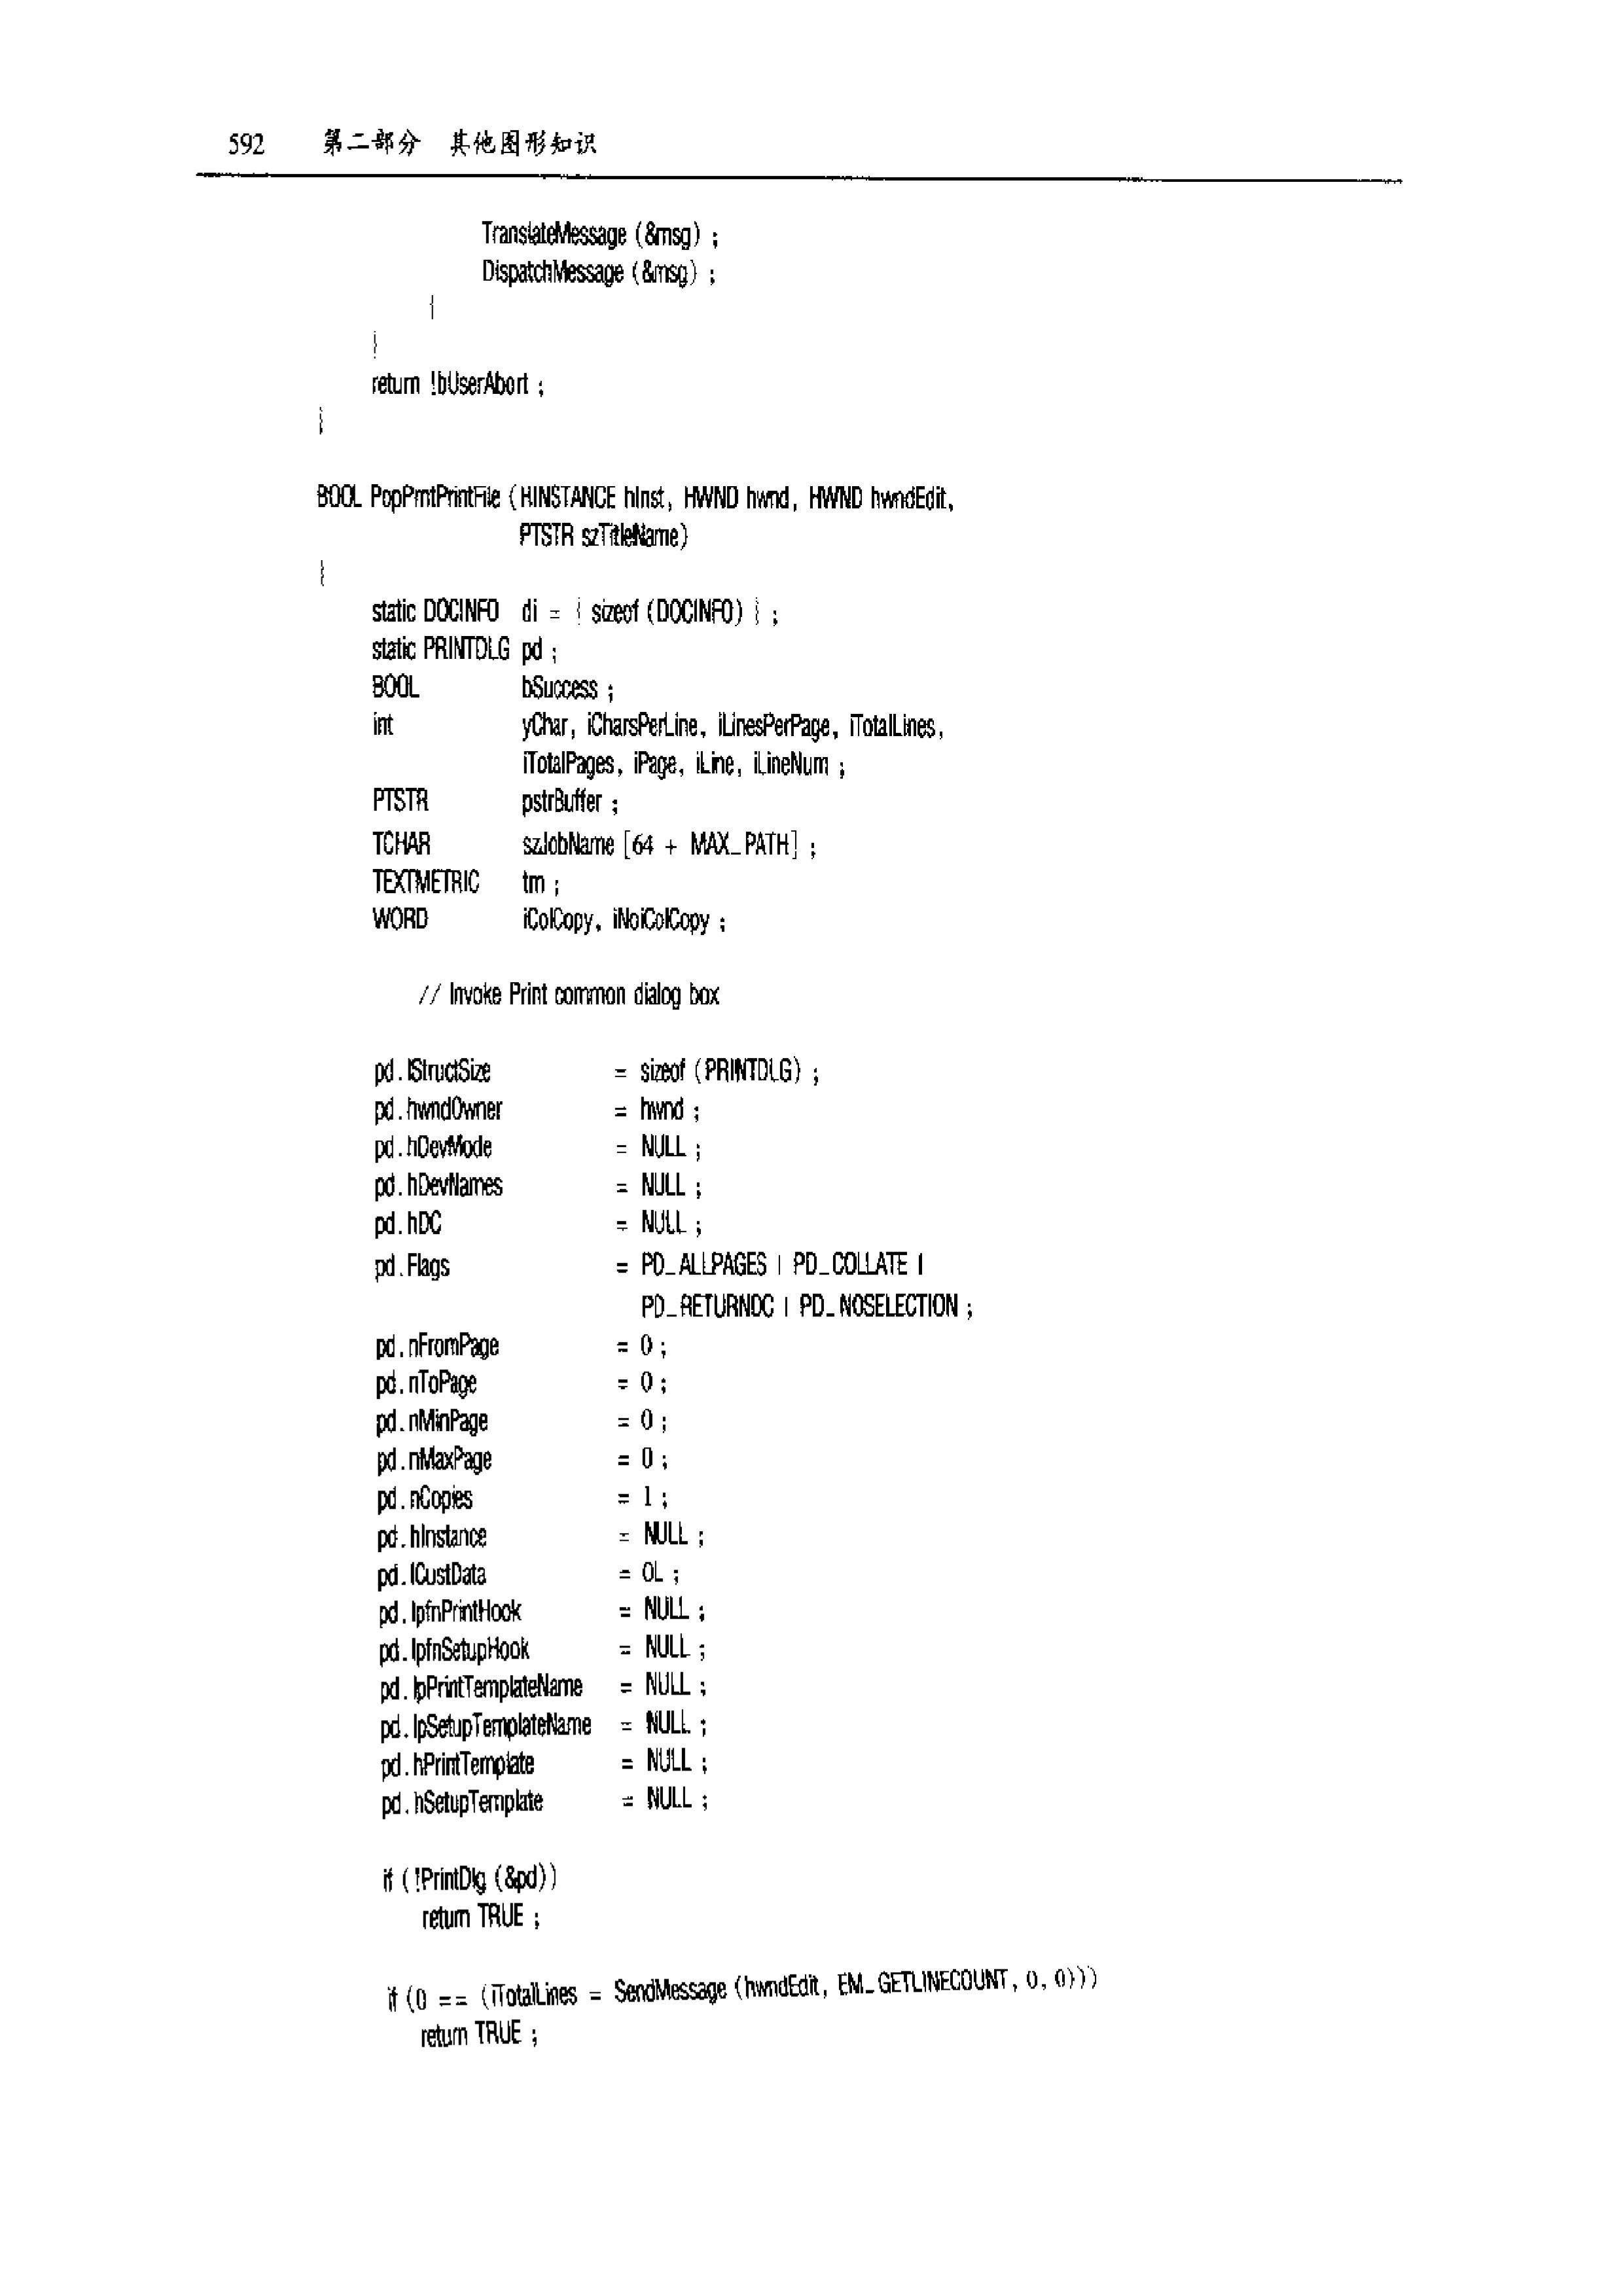 592 第二部分 其他图形知识
TranslateMessage (&msg) ;
DispatchMessage (&msg) ;
}
}
return !bUserAbort ;
}
BOOL PopPrntPrintFile (HINSTANCE hInst, HWND hwnd, HWND hwndEdit,
PTSTR szTitleName)
{
static DOCINFO di = { sizeof (DOCINFO) } ;
static PRINTDLG pd ;
BOOL bSuccess ;
int yChar, iCharsPerLine, iLinesPerPage, iTotalLines,
iTotalPages, iPage, iLine, iLineNum ;
PTSTR pstrBuffer ;
TCHAR szJobName [64 + MAX_PATH] ;
TEXTMETRIC tm ;
WORD iColCopy, iNoiColCopy ;
// Invoke Print common dialog box
pd.lStructSize = sizeof (PRINTDLG) ;
pd.hwndOwner = hwnd ;
pd.hDevMode = NULL ;
pd.hDevNames = NULL ;
pd.hDC = NULL ;
pd.Flags = PD_ALLPAGES | PD_COLLATE |
PD_RETURNDC | PD_NOSELECTION ;
pd.nFromPage = 0 ;
pd.nToPage = 0 ;
pd.nMinPage = 0 ;
pd.nMaxPage = 0 ;
pd.nCopies = 1 ;
pd.hInstance = NULL ;
pd.lCustData = 0L ;
pd.lpfnPrintHook = NULL ;
pd.lpfnSetupHook = NULL ;
pd.lpPrintTemplateName = NULL ;
pd.lpSetupTemplateName = NULL ;
pd.hPrintTemplate = NULL ;
pd.hSetupTemplate = NULL ;
if (!PrintDlg (&pd))
return TRUE ;
if (0 == (iTotalLines = SendMessage (hwndEdit, EM_GETLINECOUNT, 0, 0)))
return TRUE ;